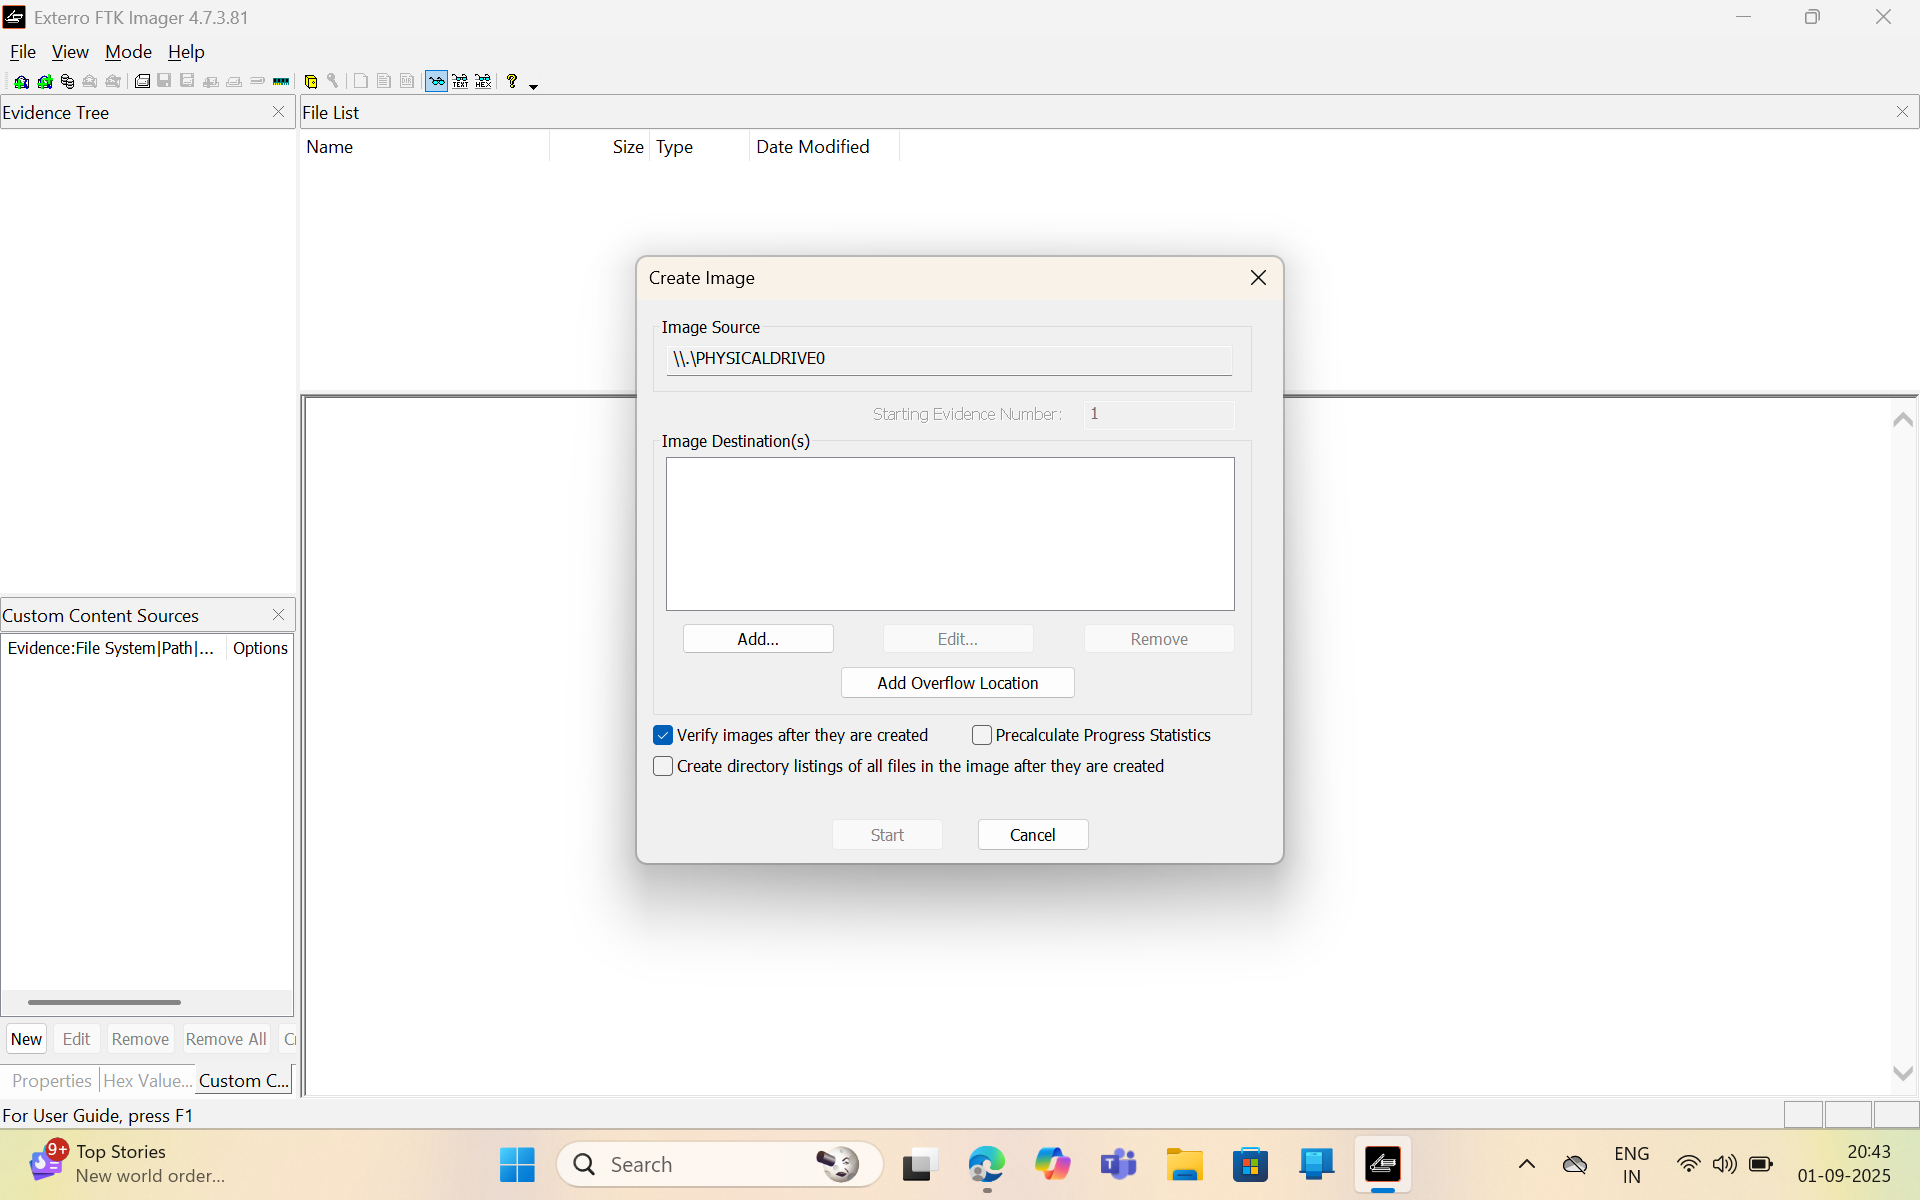 Exterro FTK Imager 4.7.3.81
File View Mode Help
TEXT HEX
Evidence Tree
File List
Name Size Type Date Modified
Create Image
Image Source
\\.\PHYSICALDRIVE0
Starting Evidence Number: 1
Image Destination(s)
Add... Edit... Remove
Add Overflow Location
Verify images after they are created Precalculate Progress Statistics
Create directory listings of all files in the image after they are created
Start Cancel
Custom Content Sources
Evidence:File System|Path|... Options
New Edit Remove Remove All
Properties Hex Value... Custom C...
For User Guide, press F1
9+ Top Stories
New world order...
Search
ENG
IN
20:43
01-09-2025